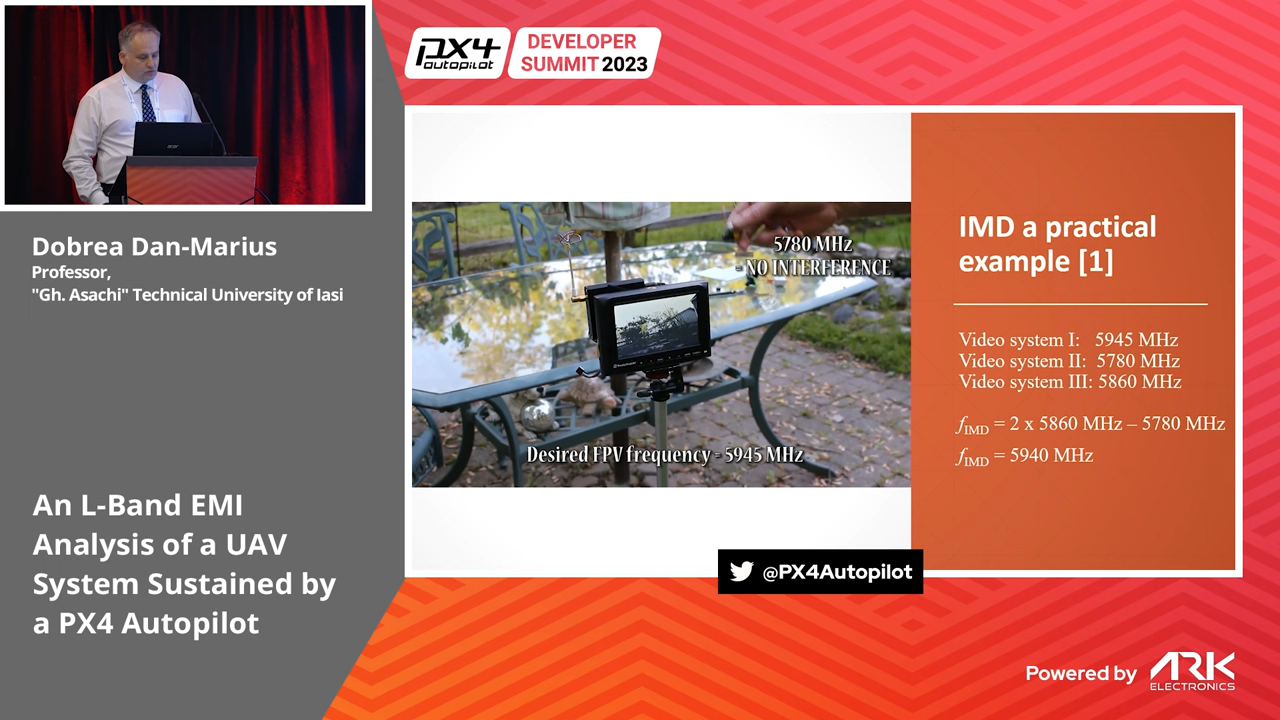 PX4
autopilot
DEVELOPER
SUMMIT 2023
acer
Dobrea Dan-Marius
Professor,
"Gh. Asachi" Technical University of Iasi
An L-Band EMI
Analysis of a UAV
System Sustained by
a PX4 Autopilot
5780 MHz
- NO INTERFERENCE
Desired FPV frequency - 5945 MHz
IMD a practical
example [1]
Video system I: 5945 MHz
Video system II: 5780 MHz
Video system III: 5860 MHz
fIMD = 2 x 5860 MHz – 5780 MHz
fIMD = 5940 MHz
@PX4Autopilot
Powered by ARK
ELECTRONICS